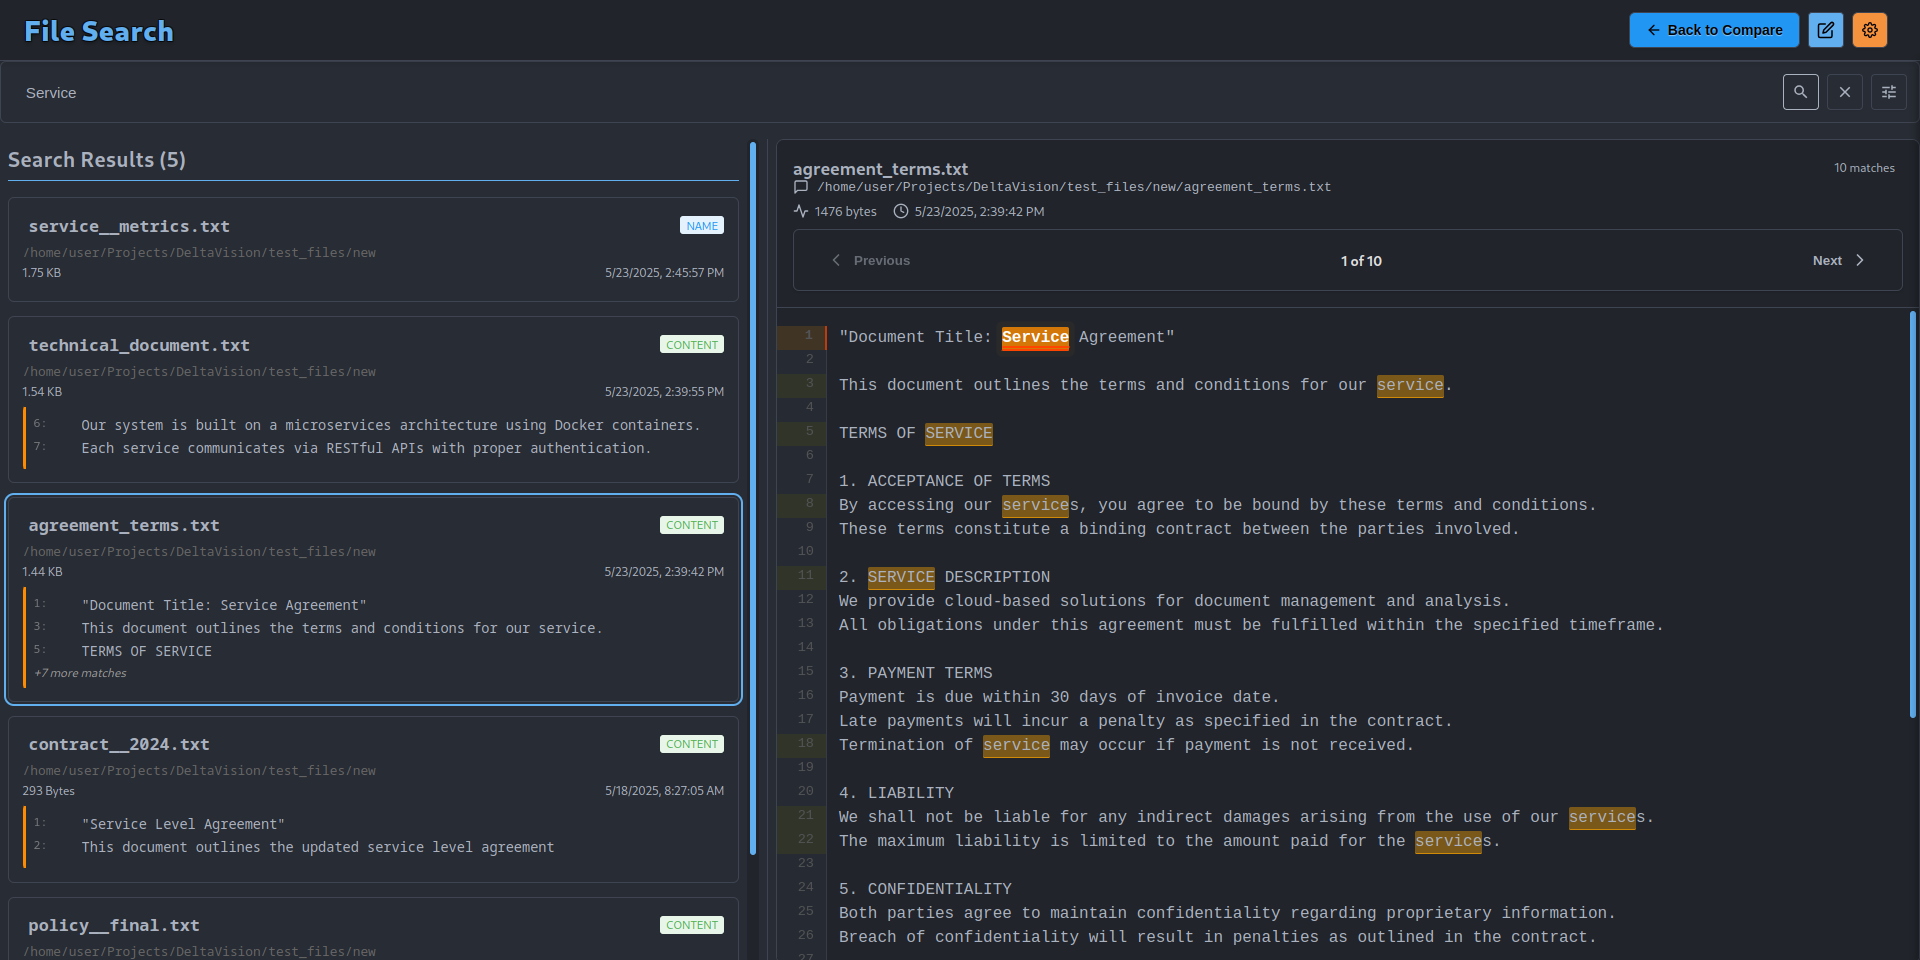 File Search
Back to Compare
Service
Search Results (5)
service__metrics.txt
NAME
/home/user/Projects/DeltaVision/test_files/new
1.75 KB
5/23/2025, 2:45:57 PM
technical_document.txt
CONTENT
/home/user/Projects/DeltaVision/test_files/new
1.54 KB
5/23/2025, 2:39:55 PM
6: Our system is built on a microservices architecture using Docker containers.
7: Each service communicates via RESTful APIs with proper authentication.
agreement_terms.txt
CONTENT
/home/user/Projects/DeltaVision/test_files/new
1.44 KB
5/23/2025, 2:39:42 PM
1: "Document Title: Service Agreement"
3: This document outlines the terms and conditions for our service.
5: TERMS OF SERVICE
+7 more matches
contract__2024.txt
CONTENT
/home/user/Projects/DeltaVision/test_files/new
293 Bytes
5/18/2025, 8:27:05 AM
1: "Service Level Agreement"
2: This document outlines the updated service level agreement
policy__final.txt
CONTENT
/home/user/Projects/DeltaVision/test_files/new
agreement_terms.txt
10 matches
/home/user/Projects/DeltaVision/test_files/new/agreement_terms.txt
1476 bytes
5/23/2025, 2:39:42 PM
Previous
1 of 10
Next
1 "Document Title: Service Agreement"
2
3 This document outlines the terms and conditions for our service.
4
5 TERMS OF SERVICE
6
7 1. ACCEPTANCE OF TERMS
8 By accessing our services, you agree to be bound by these terms and conditions.
9 These terms constitute a binding contract between the parties involved.
10
11 2. SERVICE DESCRIPTION
12 We provide cloud-based solutions for document management and analysis.
13 All obligations under this agreement must be fulfilled within the specified timeframe.
14
15 3. PAYMENT TERMS
16 Payment is due within 30 days of invoice date.
17 Late payments will incur a penalty as specified in the contract.
18 Termination of service may occur if payment is not received.
19
20 4. LIABILITY
21 We shall not be liable for any indirect damages arising from the use of our services.
22 The maximum liability is limited to the amount paid for the services.
23
24 5. CONFIDENTIALITY
25 Both parties agree to maintain confidentiality regarding proprietary information.
26 Breach of confidentiality will result in penalties as outlined in the contract.
27